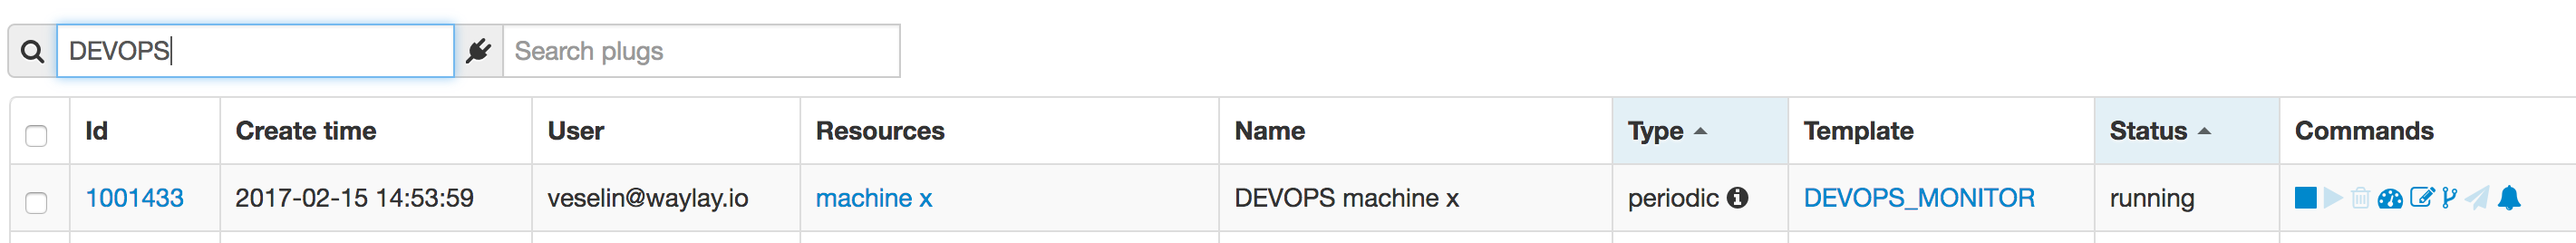 DEVOPS Search plugs
Id Create time User Resources Name Type Template Status Commands
1001433 2017-02-15 14:53:59 veselin@waylay.io machine x DEVOPS machine x periodic DEVOPS_MONITOR running